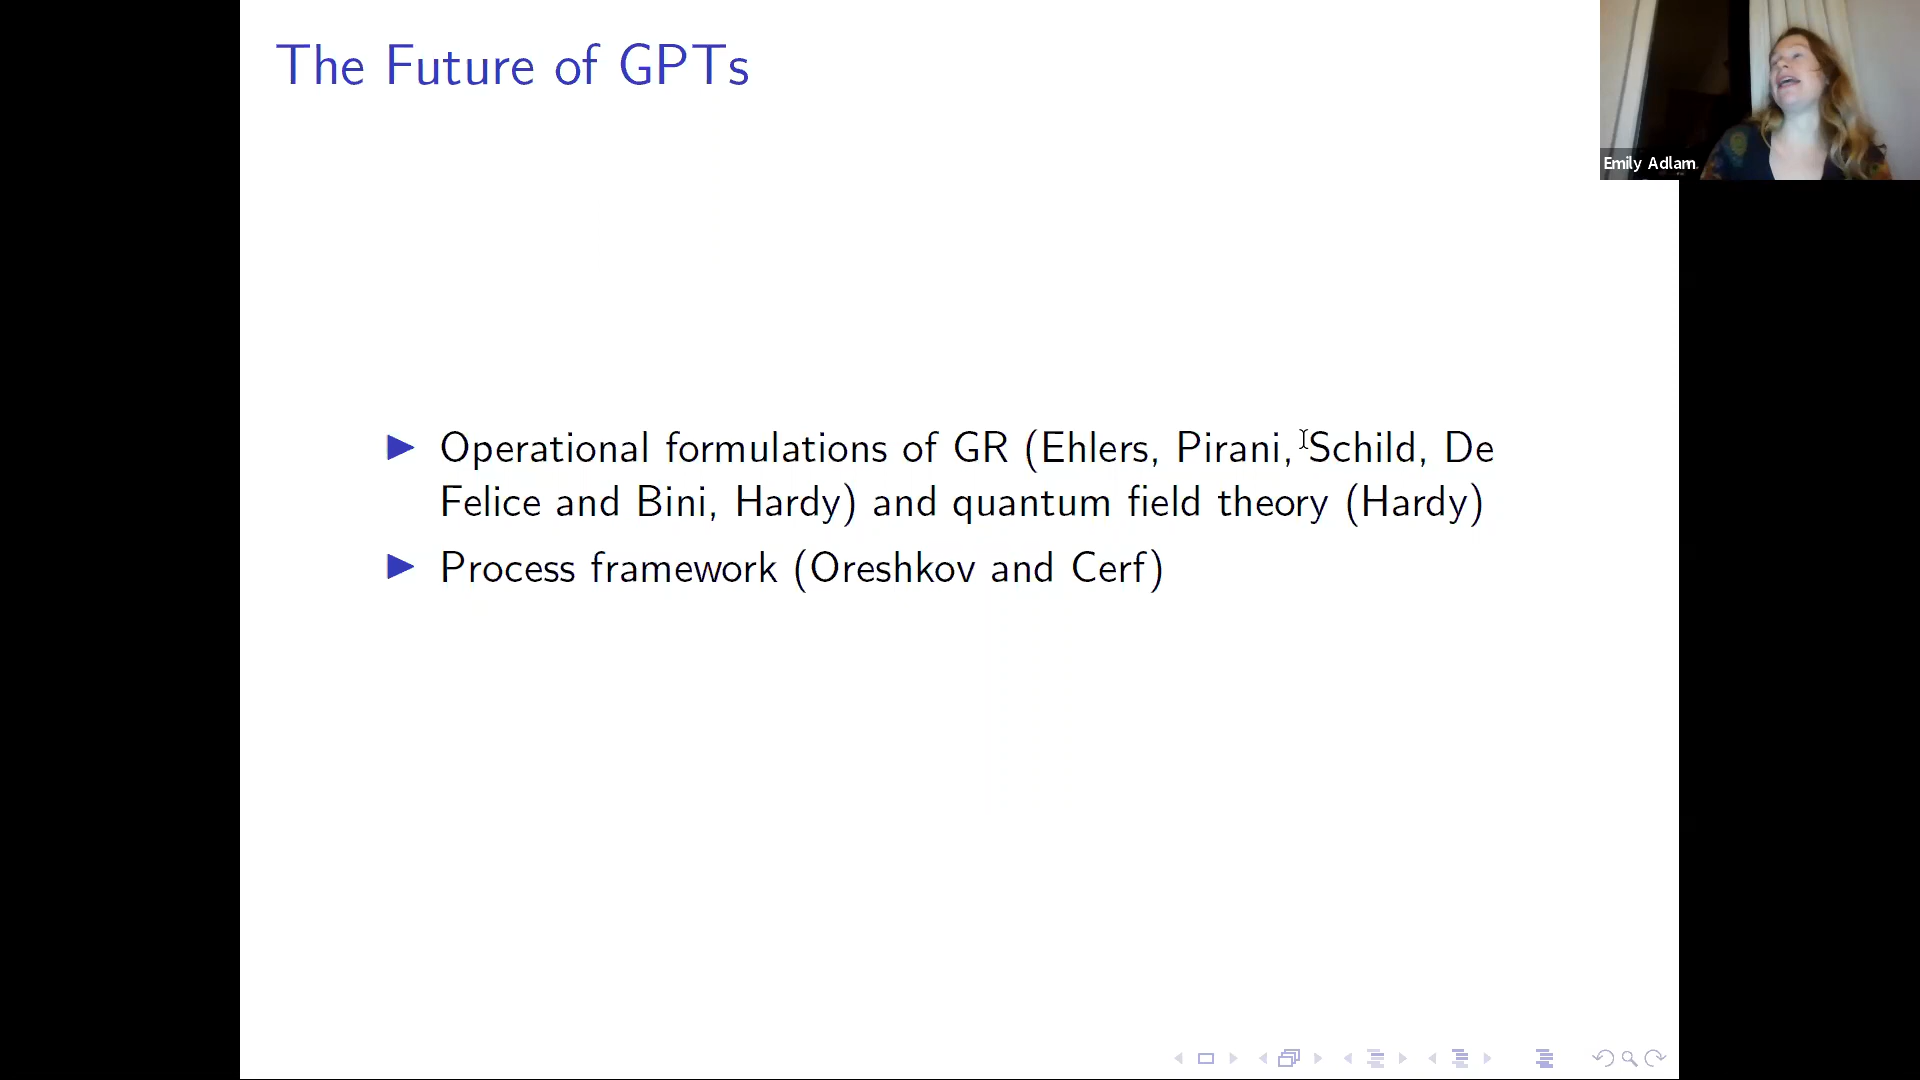 The Future of GPTs
Emily Adlam
▶ Operational formulations of GR (Ehlers, Pirani, Schild, De
Felice and Bini, Hardy) and quantum field theory (Hardy)
▶ Process framework (Oreshkov and Cerf)